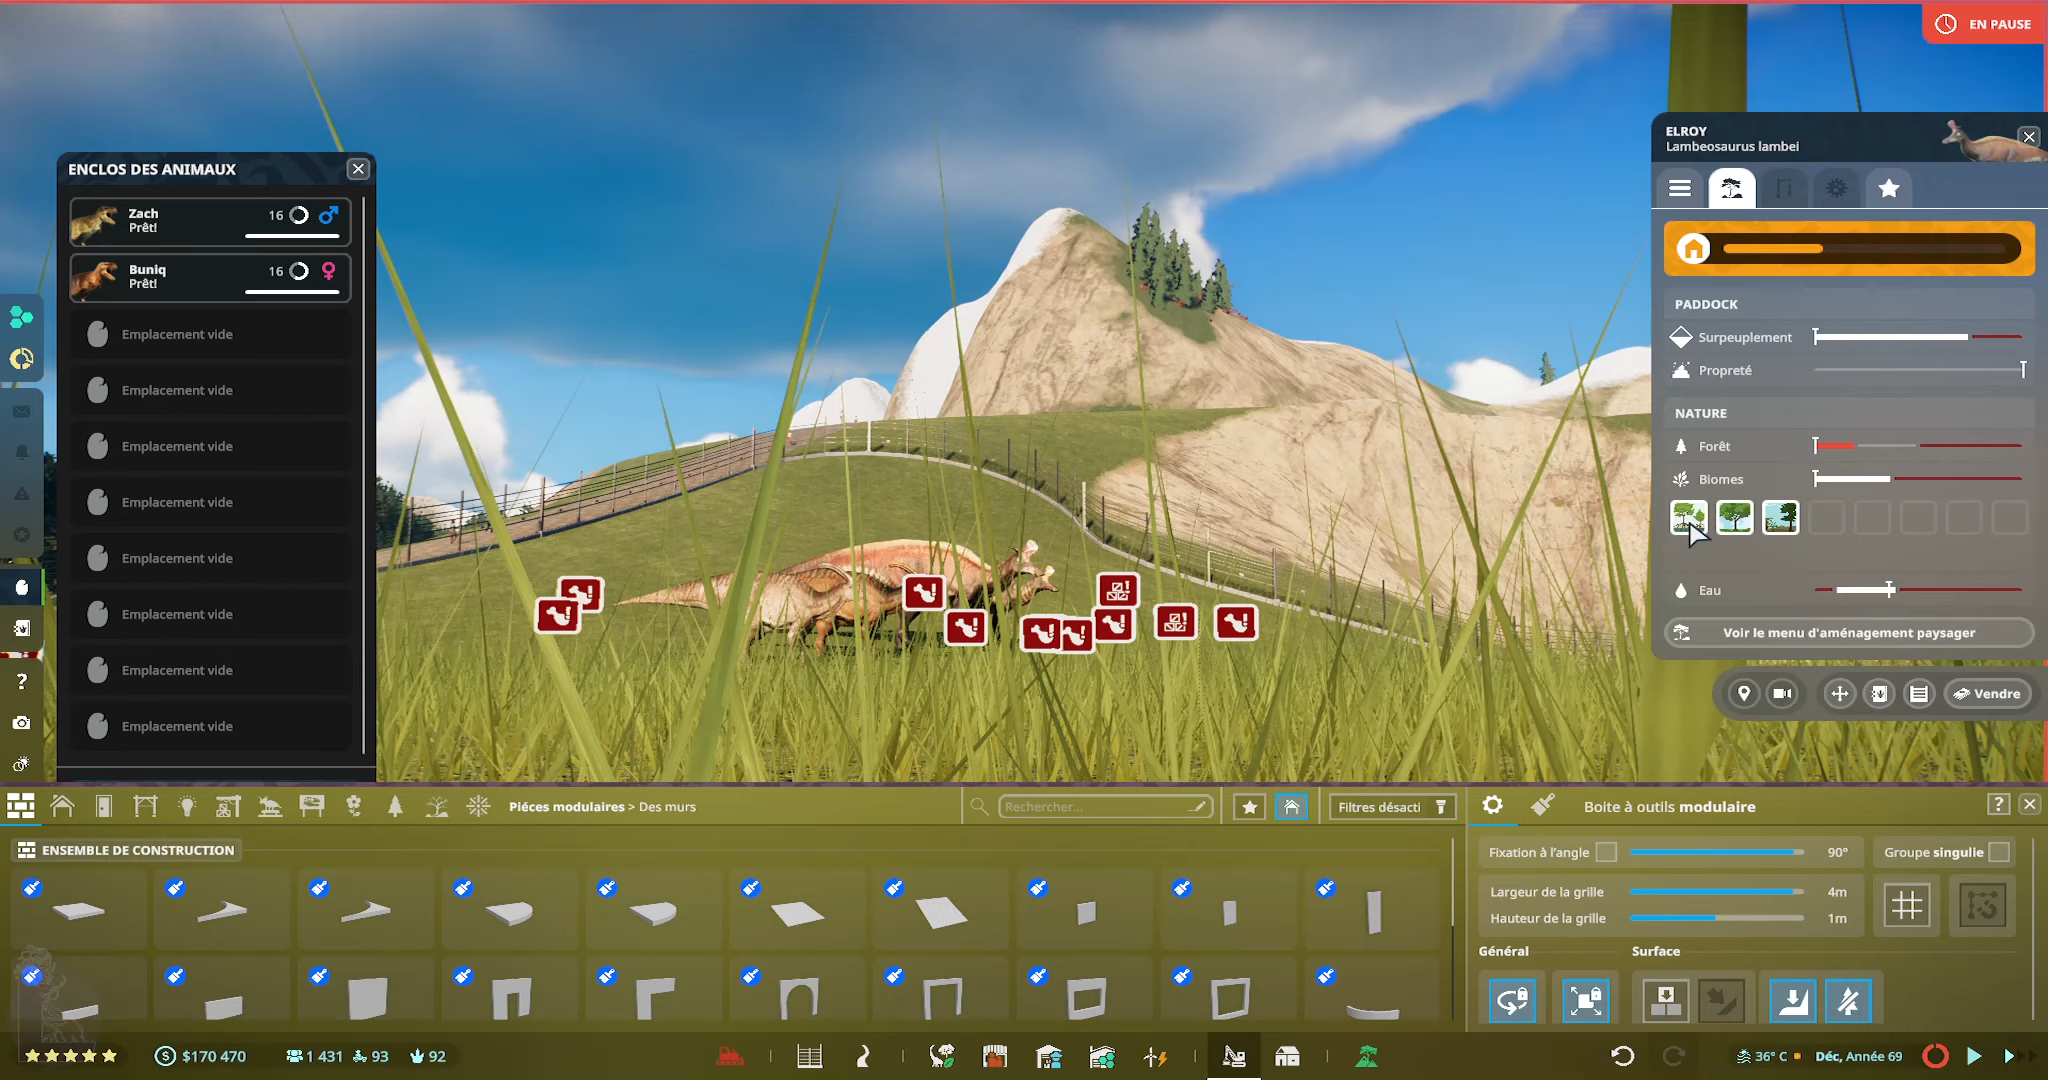 EN PAUSE
ENCLOS DES ANIMAUX
Zach
Prêt!
16
Buniq
Prêt!
16
Emplacement vide
Emplacement vide
Emplacement vide
Emplacement vide
Emplacement vide
Emplacement vide
Emplacement vide
Emplacement vide
ELROY
Lambeosaurus lambei
PADDOCK
Surpeuplement
Propreté
NATURE
Forêt
Biomes
Eau
Voir le menu d'aménagement paysager
Vendre
Piéces modulaires > Des murs
Rechercher...
Filtres désacti
Boite à outils modulaire
?
ENSEMBLE DE CONSTRUCTION
Fixation à l'angle
90°
Groupe singulie
Largeur de la grille
4m
Hauteur de la grille
1m
Général
Surface
$170 470
1 431
93
92
36° C
Déc, Année 69